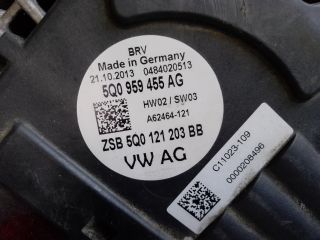 BRV
Made in Germany
21.10.2013 0484020513
5Q0 959 455 AG
HW02 / SW03
A62464-121
ZSB 5Q0 121 203 BB
VW AG
C11023-109
0000208496